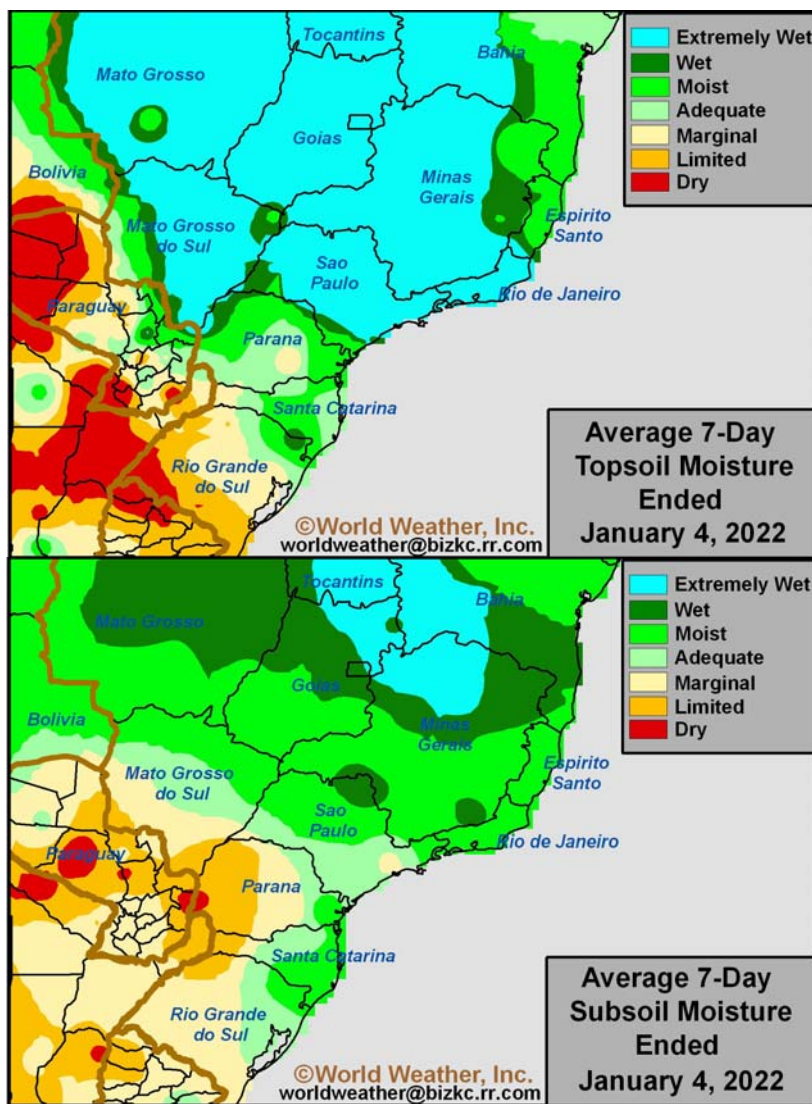 Tocantins
Bahia
Mato Grosso
Goias
Bolivia
Minas
Gerais
Mato Grosso
do Sul
Espirito
Santo
Sao
Paulo
Rio de Janeiro
Paraguay
Parana
Santa Catarina
Rio Grande
do Sul
Extremely Wet
Wet
Moist
Adequate
Marginal
Limited
Dry
Average 7-Day
Topsoil Moisture
Ended
January 4, 2022
©World Weather, Inc.
worldweather@bizkc.rr.com
Tocantins
Bahia
Mato Grosso
Goias
Bolivia
Minas
Gerais
Mato Grosso
do Sul
Espirito
Santo
Sao
Paulo
Rio de Janeiro
Paraguay
Parana
Santa Catarina
Rio Grande
do Sul
Extremely Wet
Wet
Moist
Adequate
Marginal
Limited
Dry
Average 7-Day
Subsoil Moisture
Ended
January 4, 2022
©World Weather, Inc.
worldweather@bizkc.rr.com